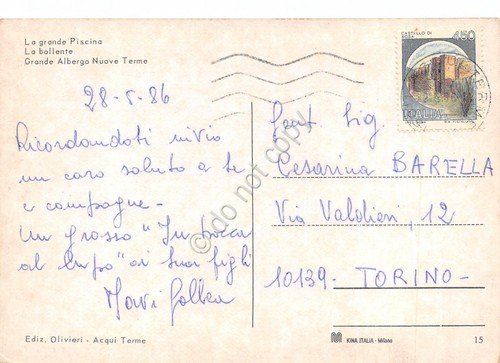 La grande Piscina
La bollente
Grande Albergo Nuove Terme
28-5-86
Ricordandoti invio
un caro saluto a te
e compagne -
Un grosso "In bocca
al lupo" ai tuoi figli
Gent Sig
Cesarina BARELLA
Via Valdieri, 12
10139 - TORINO -
CASTELLO DI
450
ITALIA
do not copy
Ediz. Olivieri - Acqui Terme
KINA ITALIA - Milano
15